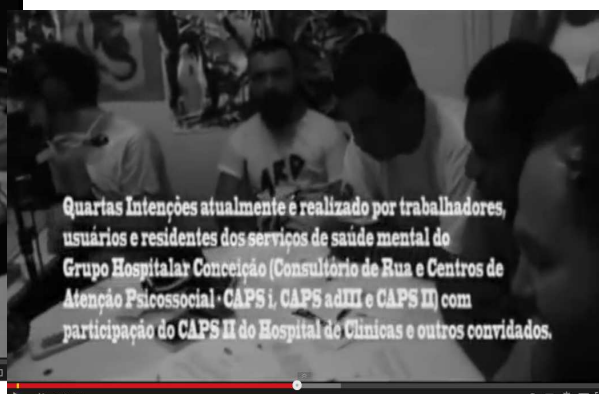 Quartas Intenções atualmente é realizado por trabalhadores,
usuários e residentes dos serviços de saúde mental do
Grupo Hospitalar Conceição (Consultório de Rua e Centros de
Atenção Psicossocial - CAPS i, CAPS adIII e CAPS II) com
participação do CAPS II do Hospital de Clínicas e outros convidados.